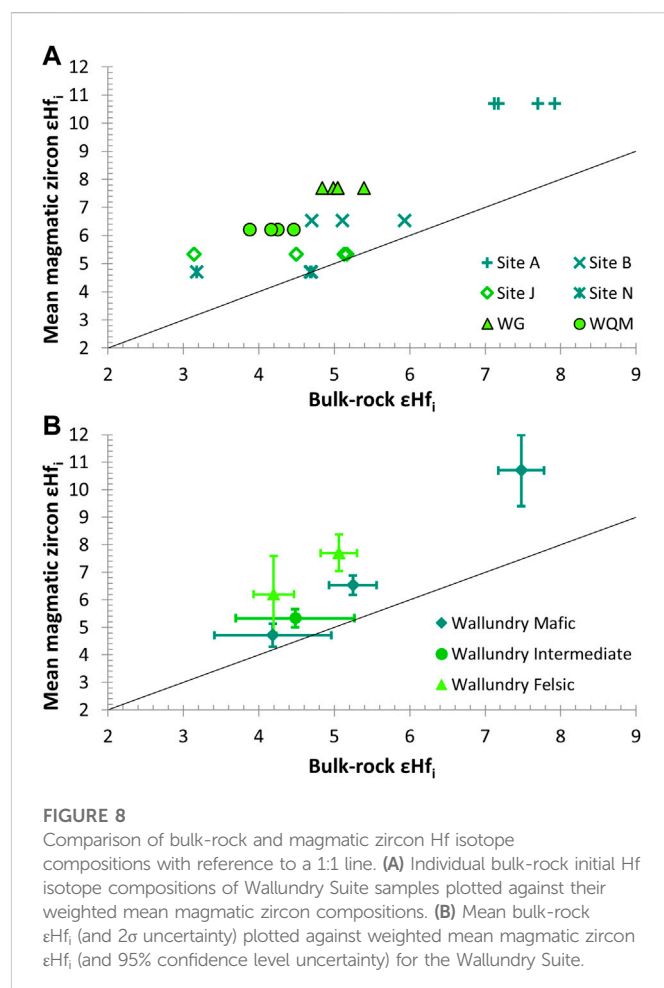 A
12
11
10
9
8
7
6
5
4
3
2
Mean magmatic zircon εHfi
Site A
Site B
Site J
Site N
WG
WQM
2 3 4 5 6 7 8 9
Bulk-rock εHfi
B
12
11
10
9
8
7
6
5
4
3
2
Mean magmatic zircon εHfi
Wallundry Mafic
Wallundry Intermediate
Wallundry Felsic
2 3 4 5 6 7 8 9
Bulk-rock εHfi
FIGURE 8
Comparison of bulk-rock and magmatic zircon Hf isotope
compositions with reference to a 1:1 line. (A) Individual bulk-rock initial Hf
isotope compositions of Wallundry Suite samples plotted against their
weighted mean magmatic zircon compositions. (B) Mean bulk-rock
εHfi (and 2σ uncertainty) plotted against weighted mean magmatic zircon
εHfi (and 95% confidence level uncertainty) for the Wallundry Suite.